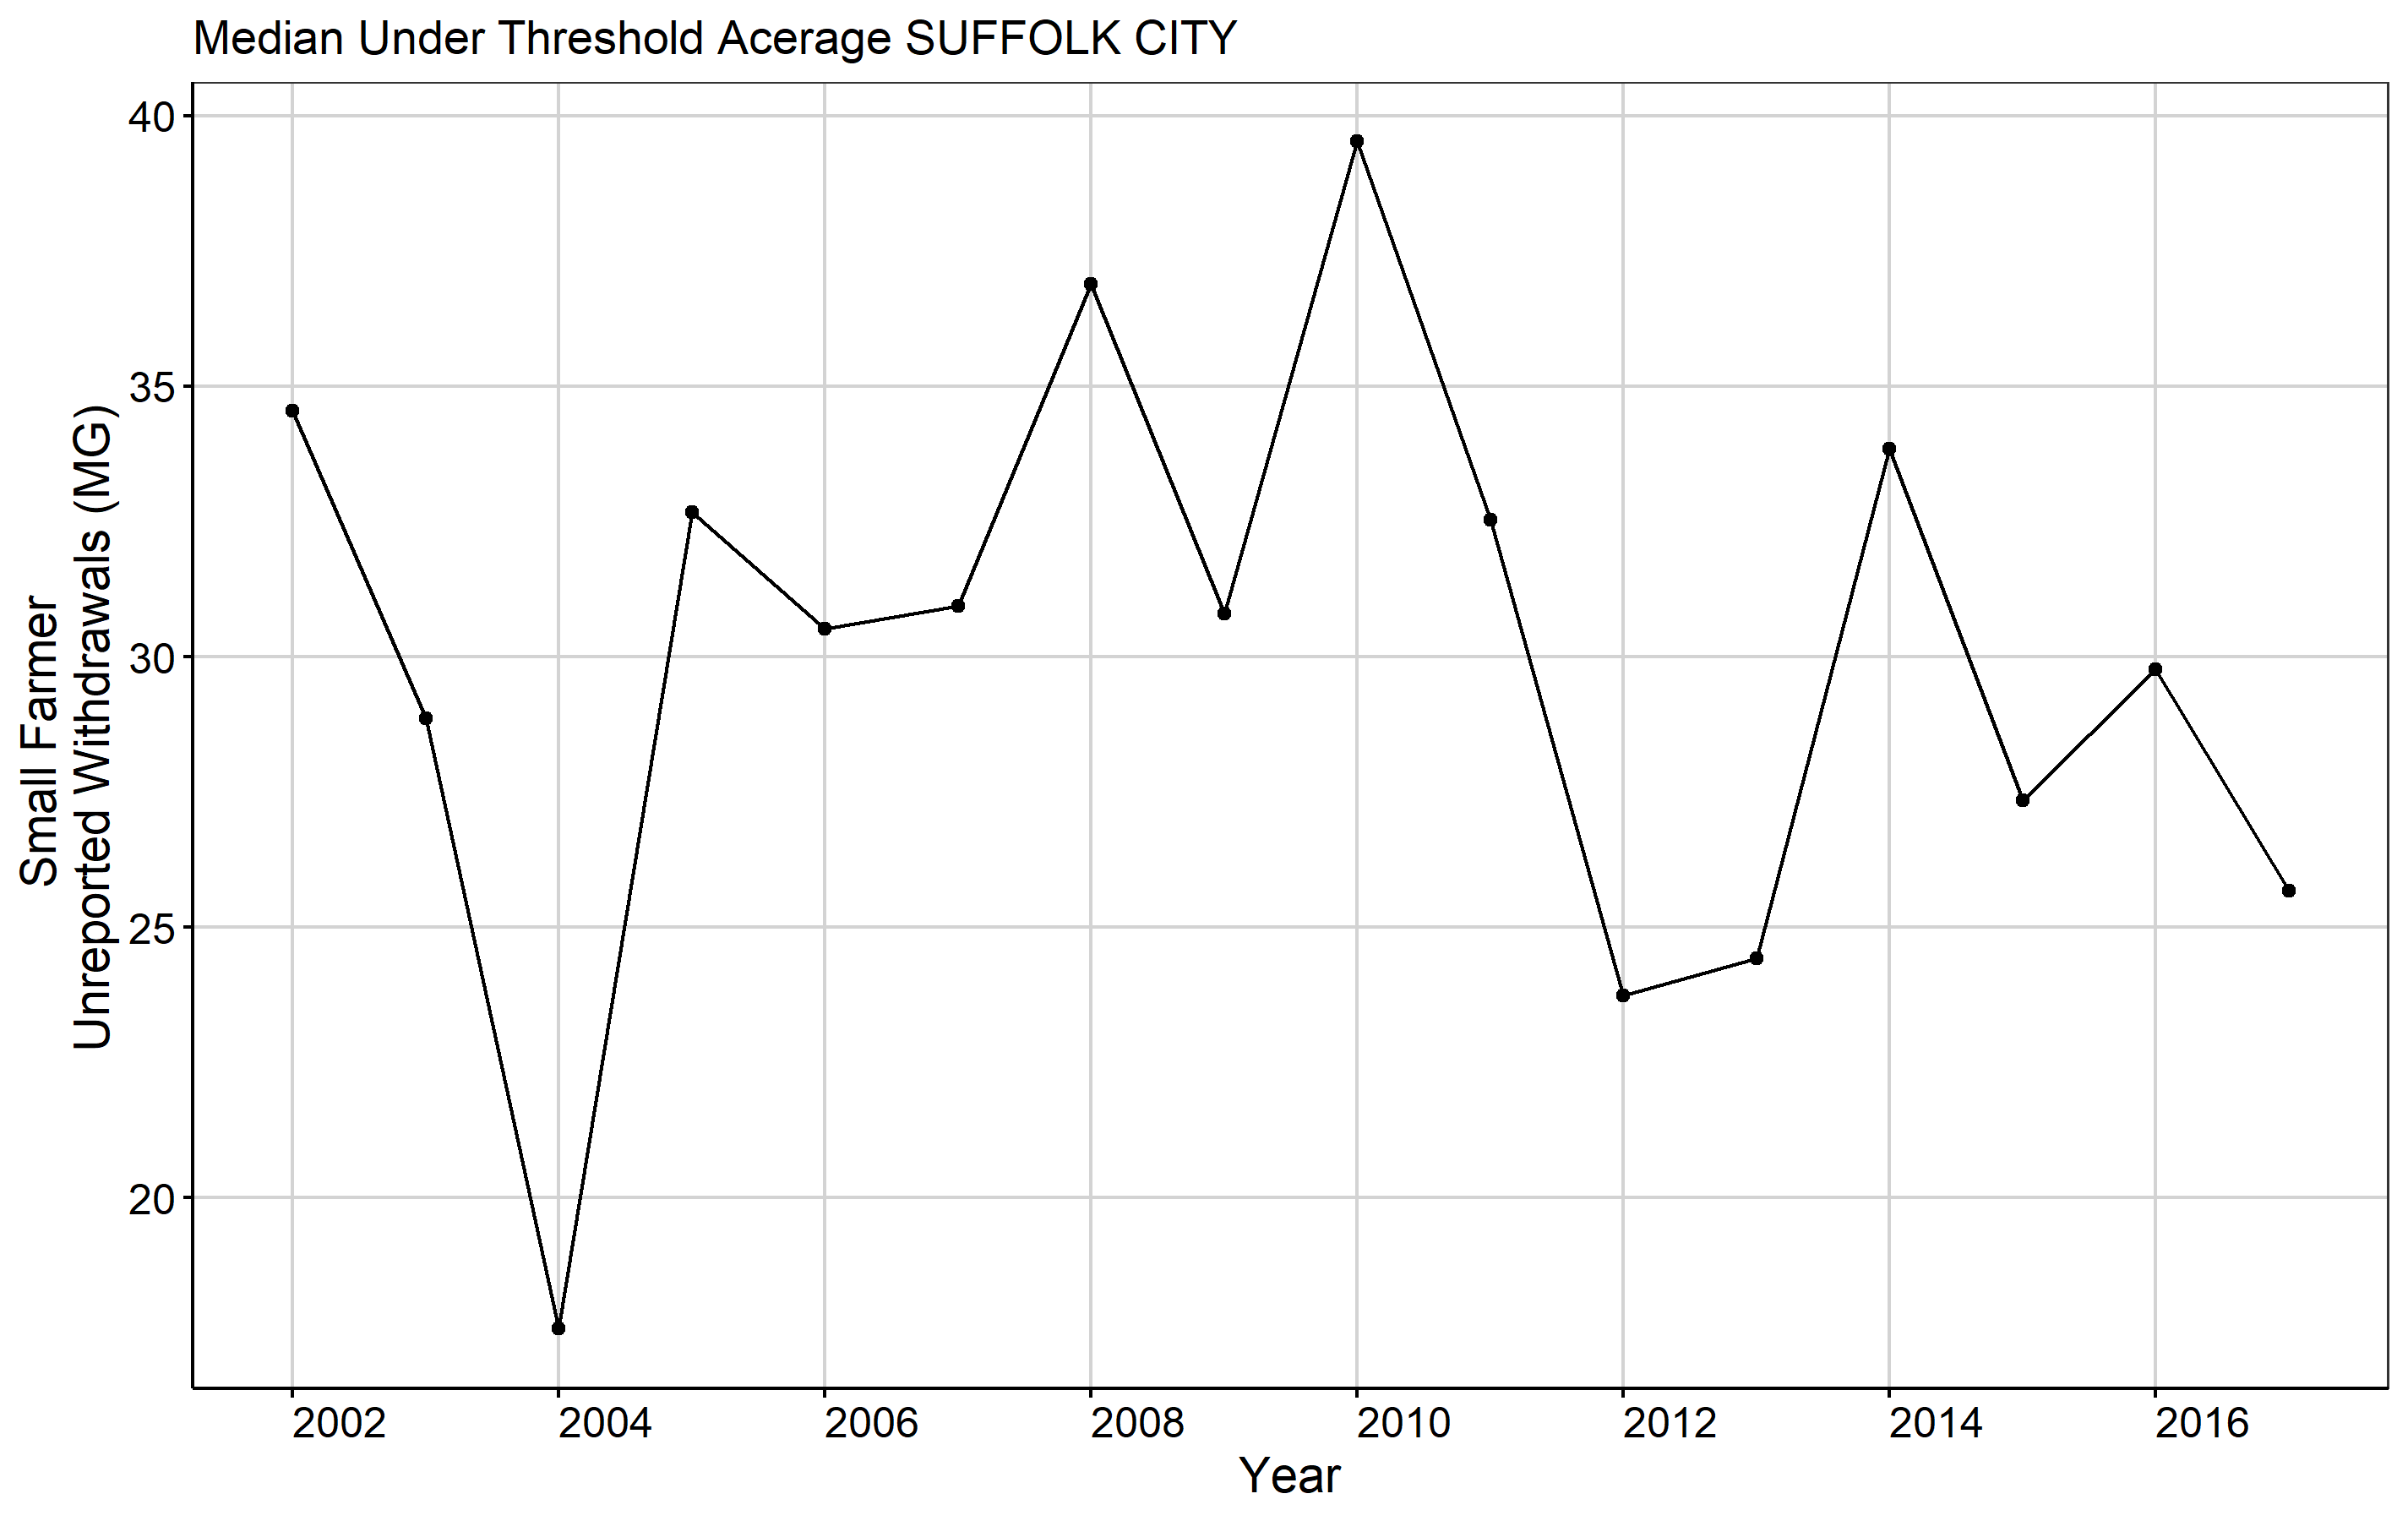 Median Under Threshold Acerage SUFFOLK CITY
Small Farmer
Unreported Withdrawals (MG)
40
35
30
25
20
2002 2004 2006 2008 2010 2012 2014 2016
Year